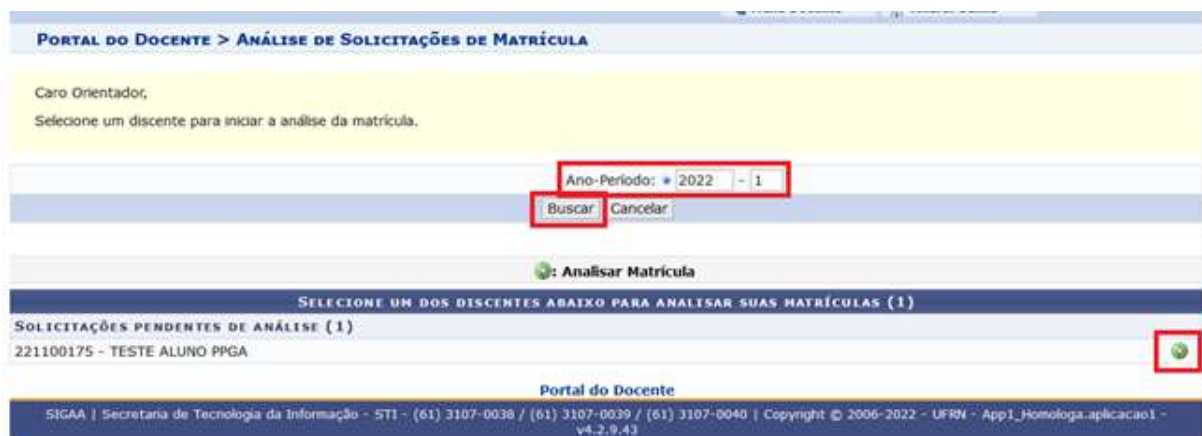 PORTAL DO DOCENTE > ANÁLISE DE SOLICITAÇÕES DE MATRÍCULA
Caro Orientador,
Selecione um discente para iniciar a análise da matrícula.
Ano-Período: 2022 - 1
Buscar Cancelar
: Analisar Matrícula
SELECIONE UM DOS DISCENTES ABAIXO PARA ANALISAR SUAS MATRÍCULAS (1)
SOLICITAÇÕES PENDENTES DE ANÁLISE (1)
221100175 - TESTE ALUNO PPGA
Portal do Docente
SIGAA | Secretaria de Tecnologia da Informação - STI - (61) 3107-0038 / (61) 3107-0039 / (61) 3107-0040 | Copyright © 2006-2022 - UFRN - App1_Homologa.aplicacao1 -
v4.2.9.43